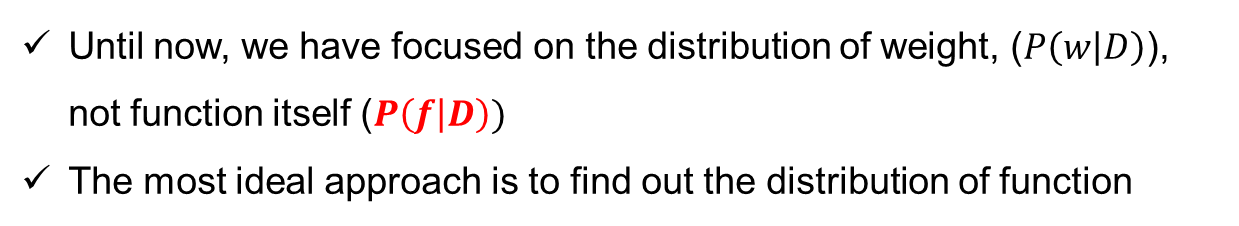 ✓ Until now, we have focused on the distribution of weight, (P(w|D)),
not function itself (P(f|D))
✓ The most ideal approach is to find out the distribution of function